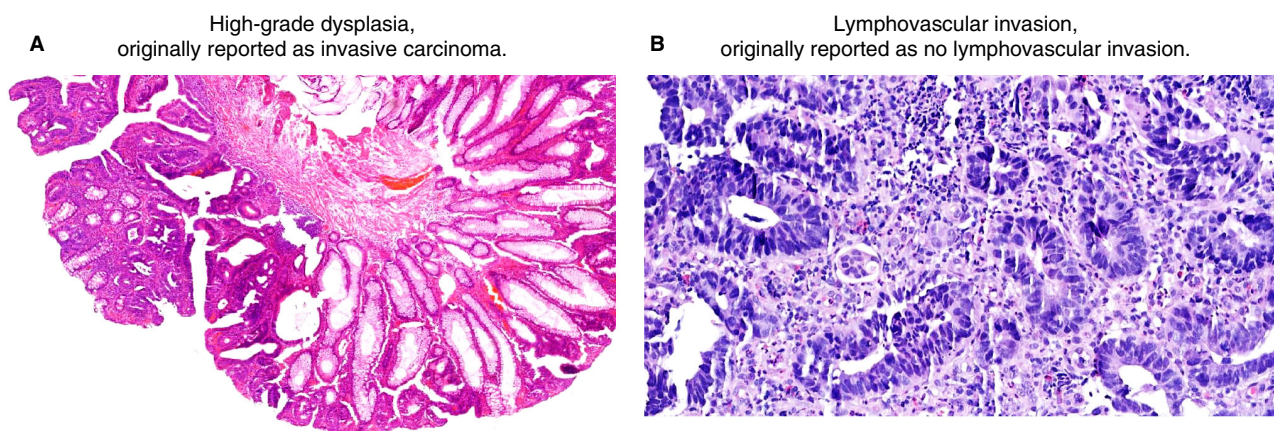 A
High-grade dysplasia,
originally reported as invasive carcinoma.
B
Lymphovascular invasion,
originally reported as no lymphovascular invasion.